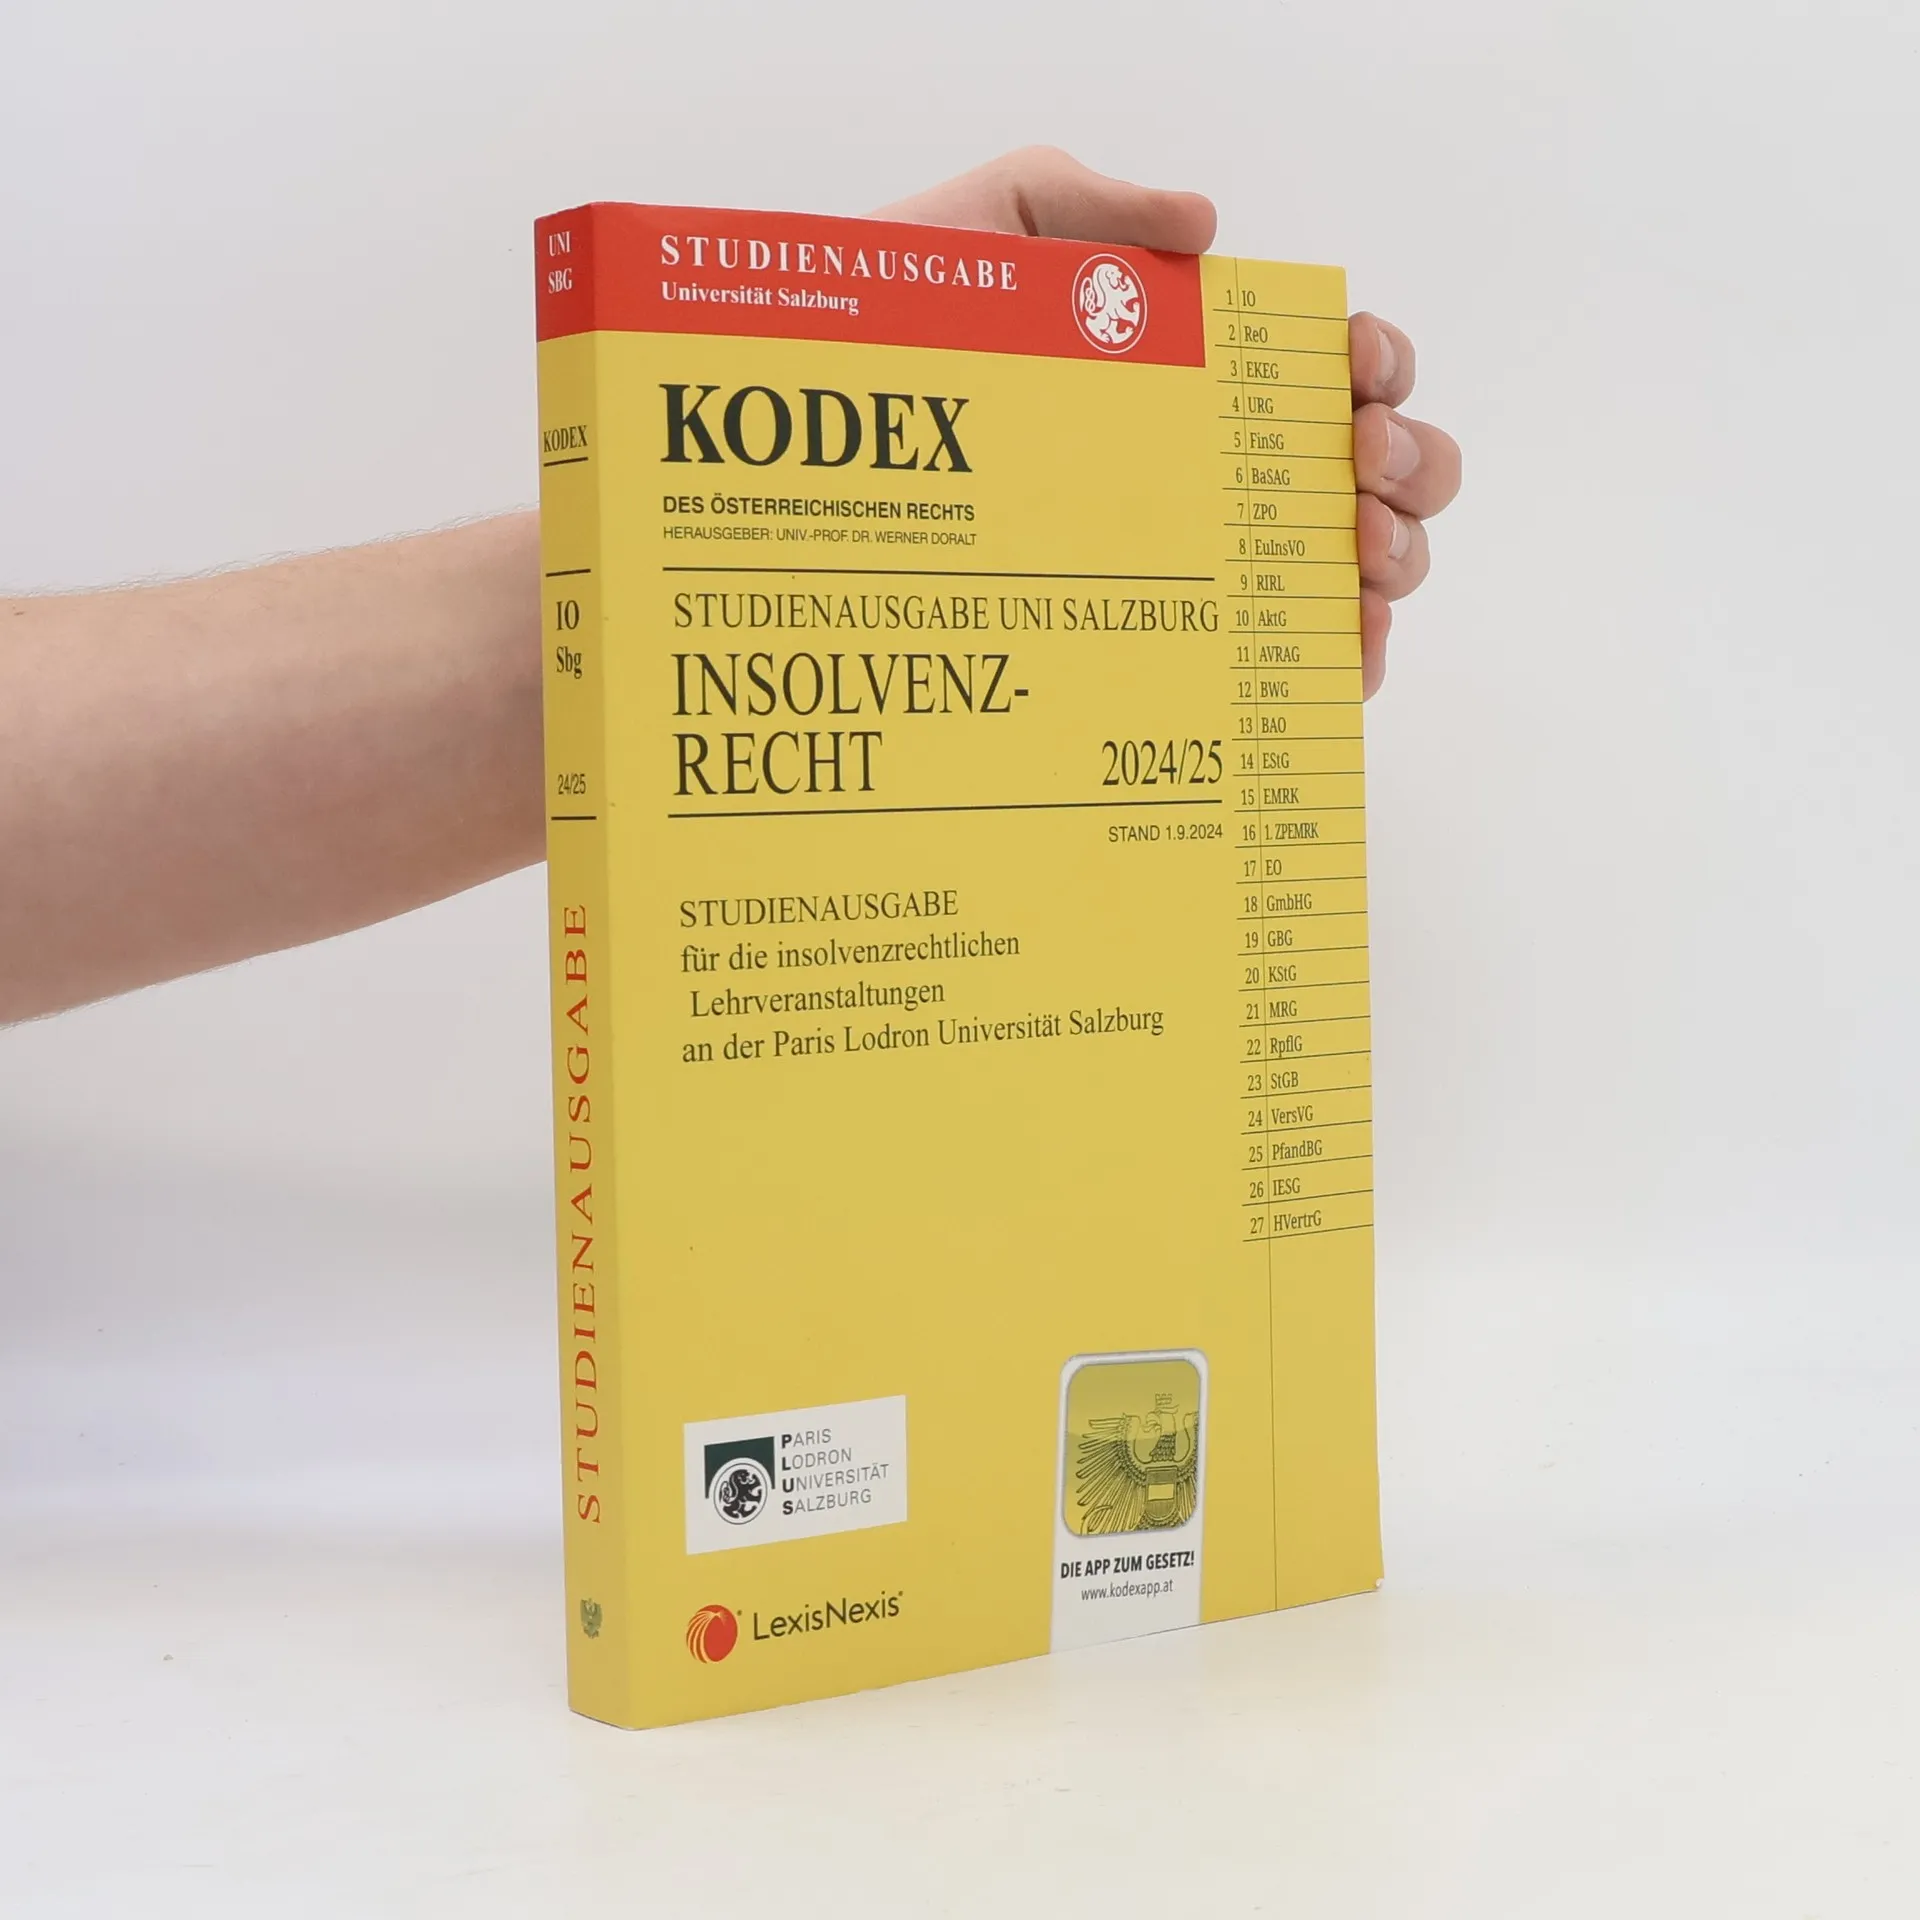 UNI
SBG
KODEX
IO
Sbg
24/25
STUDIENAUSGABE
STUDIENAUSGABE
Universität Salzburg
KODEX
DES ÖSTERREICHISCHEN RECHTS
HERAUSGEBER: UNIV.-PROF. DR. WERNER DORALT
STUDIENAUSGABE UNI SALZBURG
INSOLVENZ-
RECHT 2024/25
STAND 1.9.2024
STUDIENAUSGABE
für die insolvenzrechtlichen
Lehrveranstaltungen
an der Paris Lodron Universität Salzburg
1 IO
2 ReO
3 EKEG
4 URG
5 FinSG
6 BaSAG
7 ZPO
8 EuInsVO
9 RIRL
10 AktG
11 AVRAG
12 BWG
13 BAO
14 EStG
15 EMRK
16 1. ZPEMRK
17 EO
18 GmbHG
19 GBG
20 KStG
21 MRG
22 RpflG
23 StGB
24 VersVG
25 PfandBG
26 IESG
27 HVertrG
PARIS
LODRON
UNIVERSITÄT
SALZBURG
LexisNexis®
DIE APP ZUM GESETZ!
www.kodexapp.at